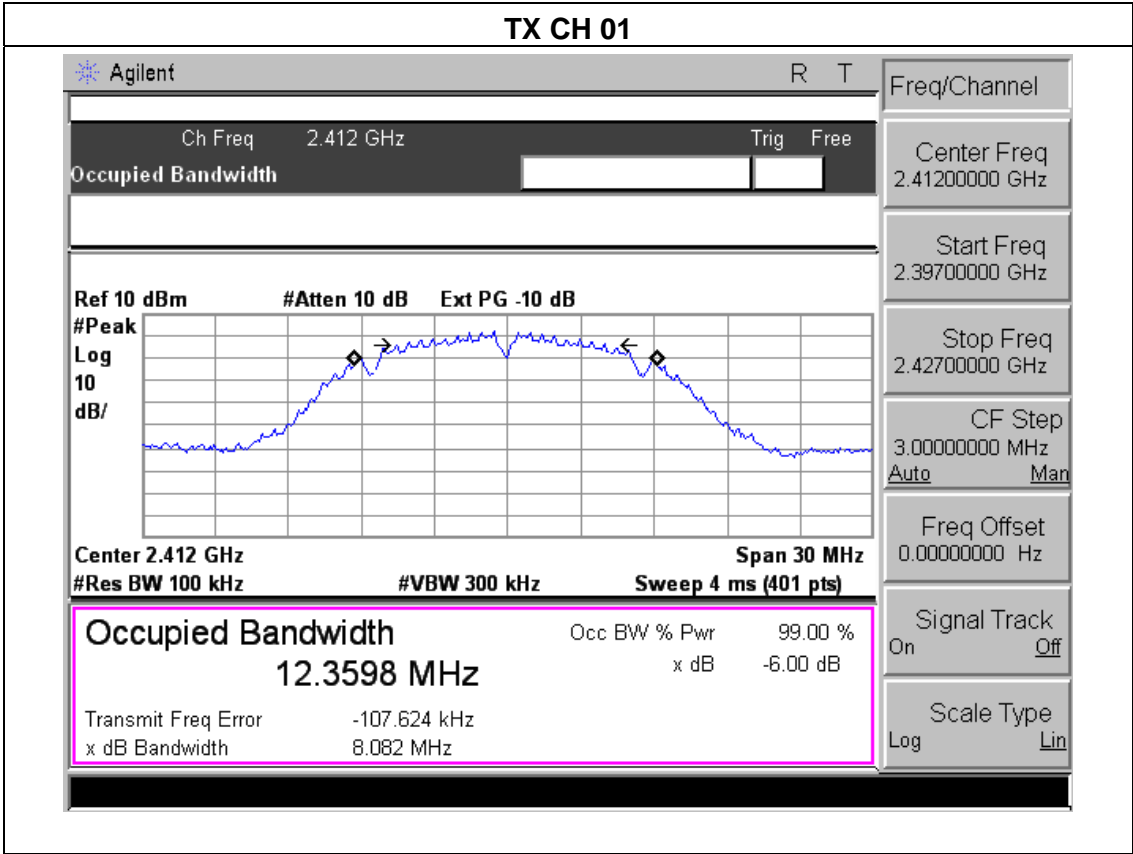 TX CH 01
Agilent R T
Ch Freq 2.412 GHz Trig Free
Occupied Bandwidth
Ref 10 dBm #Atten 10 dB Ext PG -10 dB
#Peak
Log
10
dB/
Center 2.412 GHz Span 30 MHz
#Res BW 100 kHz #VBW 300 kHz Sweep 4 ms (401 pts)
Occupied Bandwidth Occ BW % Pwr 99.00 %
12.3598 MHz x dB -6.00 dB
Transmit Freq Error -107.624 kHz
x dB Bandwidth 8.082 MHz
Freq/Channel
Center Freq
2.41200000 GHz
Start Freq
2.39700000 GHz
Stop Freq
2.42700000 GHz
CF Step
3.00000000 MHz
Auto Man
Freq Offset
0.00000000 Hz
Signal Track
On Off
Scale Type
Log Lin